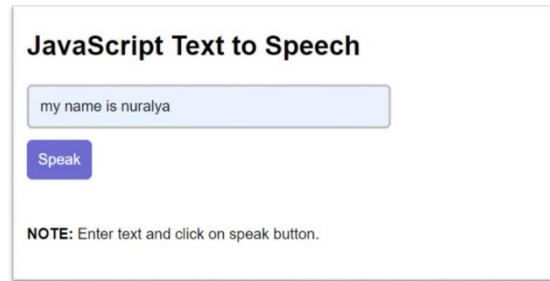 JavaScript Text to Speech
my name is nuralya
Speak
NOTE: Enter text and click on speak button.